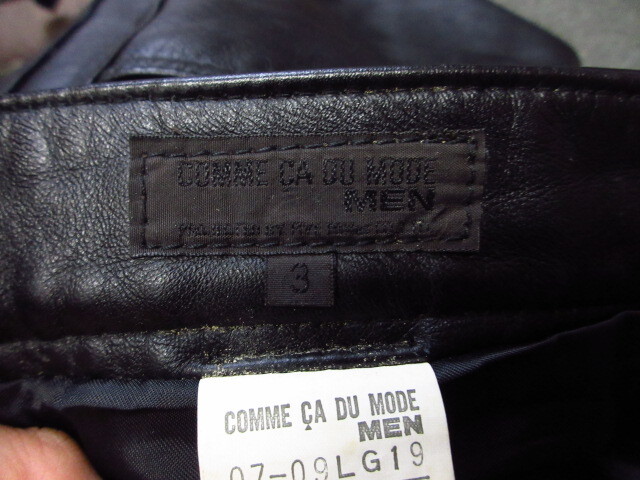 COMME ÇA DU MODE
MEN
3
COMME ÇA DU MODE
MEN
07-09LG19